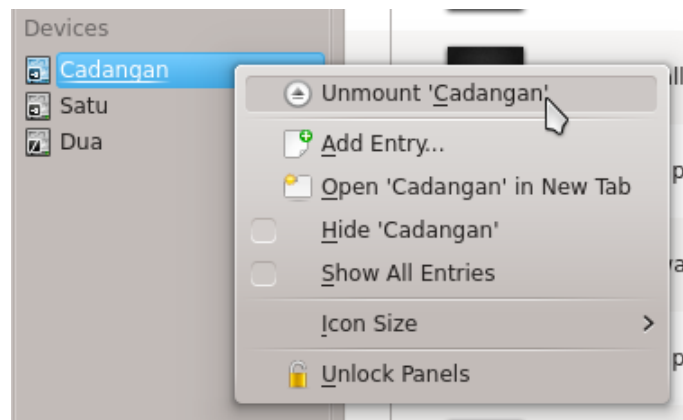 Devices
Cadangan
Satu
Dua
Unmount 'Cadangan'
Add Entry...
Open 'Cadangan' in New Tab
Hide 'Cadangan'
Show All Entries
Icon Size
Unlock Panels